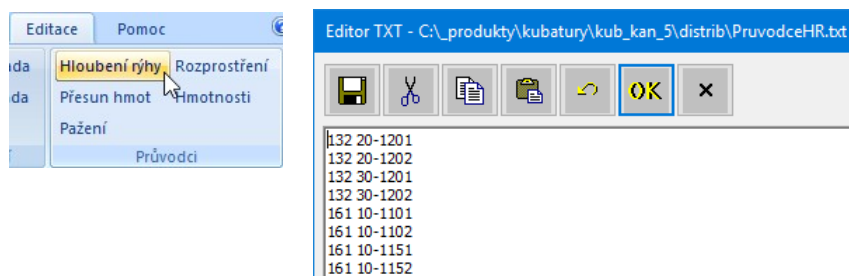 Editace Pomoc
ada Hloubení rýhy Rozprostření
ada Přesun hmot Hmotnosti
Pažení
Průvodci
Editor TXT - C:\_produkty\kubatury\kub_kan_5\distrib\PruvodceHR.txt
OK
132 20-1201
132 20-1202
132 30-1201
132 30-1202
161 10-1101
161 10-1102
161 10-1151
161 10-1152